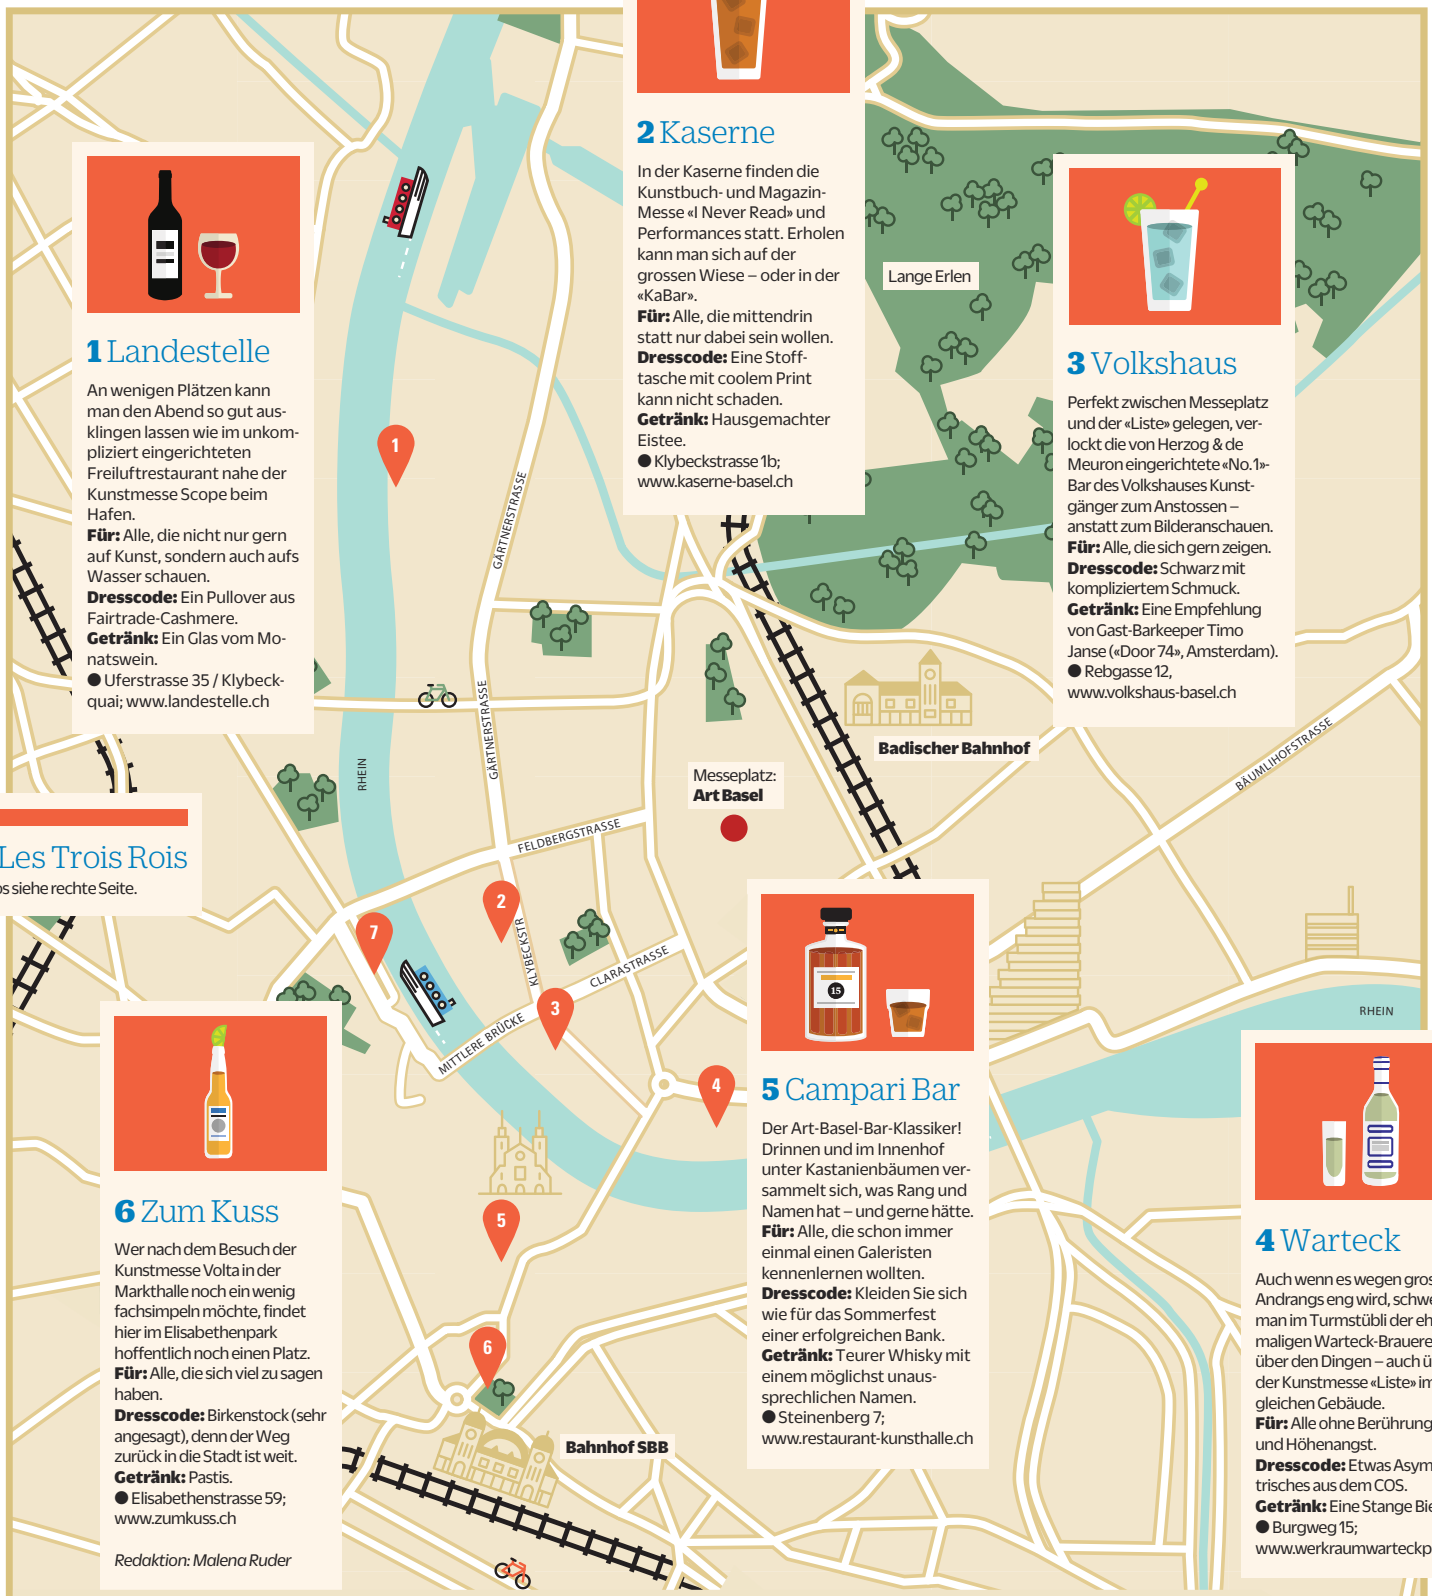 2 Kaserne
In der Kaserne finden die
Kunstbuch- und Magazin-
Messe «I Never Read» und
Performances statt. Erholen
kann man sich auf der
grossen Wiese – oder in der
«KaBar».
Für: Alle, die mittendrin
statt nur dabei sein wollen.
Dresscode: Eine Stoff-
tasche mit coolem Print
kann nicht schaden.
Getränk: Hausgemachter
Eistee.
● Klybeckstrasse 1b;
www.kaserne-basel.ch
1 Landestelle
An wenigen Plätzen kann
man den Abend so gut aus-
klingen lassen wie im unkom-
pliziert eingerichteten
Freiluftrestaurant nahe der
Kunstmesse Scope beim
Hafen.
Für: Alle, die nicht nur gern
auf Kunst, sondern auch aufs
Wasser schauen.
Dresscode: Ein Pullover aus
Fairtrade-Cashmere.
Getränk: Ein Glas vom Mo-
natswein.
● Uferstrasse 35 / Klybeck-
quai; www.landestelle.ch
Lange Erlen
3 Volkshaus
Perfekt zwischen Messeplatz
und der «Liste» gelegen, ver-
lockt die von Herzog & de
Meuron eingerichtete «No.1»-
Bar des Volkshauses Kunst-
gänger zum Anstossen –
anstatt zum Bilderanschauen.
Für: Alle, die sich gern zeigen.
Dresscode: Schwarz mit
kompliziertem Schmuck.
Getränk: Eine Empfehlung
von Gast-Barkeeper Timo
Janse («Door 74», Amsterdam).
● Rebgasse 12,
www.volkshaus-basel.ch
1
GÄRTNERSTRASSE
GÄRTNERSTRASSE
RHEIN
Badischer Bahnhof
Messeplatz:
Art Basel
BÄUMLIHOFSTRASSE
FELDBERGSTRASSE
Les Trois Rois
siehe rechte Seite.
2
7
KLYBECKSTR
CLARASTRASSE
3
MITTLERE BRÜCKE
RHEIN
4
15
5 Campari Bar
Der Art-Basel-Bar-Klassiker!
Drinnen und im Innenhof
unter Kastanienbäumen ver-
sammelt sich, was Rang und
Namen hat – und gerne hätte.
Für: Alle, die schon immer
einmal einen Galeristen
kennenlernen wollten.
Dresscode: Kleiden Sie sich
wie für das Sommerfest
einer erfolgreichen Bank.
Getränk: Teurer Whisky mit
einem möglichst unaus-
sprechlichen Namen.
● Steinenberg 7;
www.restaurant-kunsthalle.ch
5
6
6 Zum Kuss
Wer nach dem Besuch der
Kunstmesse Volta in der
Markthalle noch ein wenig
fachsimpeln möchte, findet
hier im Elisabethenpark
hoffentlich noch einen Platz.
Für: Alle, die sich viel zu sagen
haben.
Dresscode: Birkenstock (sehr
angesagt), denn der Weg
zurück in die Stadt ist weit.
Getränk: Pastis.
● Elisabethenstrasse 59;
www.zumkuss.ch
Redaktion: Malena Ruder
Bahnhof SBB
4 Warteck
Auch wenn es wegen
Andrangs eng wird,
man im Turmstübli der
maligen
über den Dingen – auch
der Kunstmesse «Liste»
gleichen Gebäude.
Für: Alle ohne
und Höhenangst.
Dresscode: Etwas
trisches aus dem COS.
Getränk: Eine Stange
● Burgweg 15;